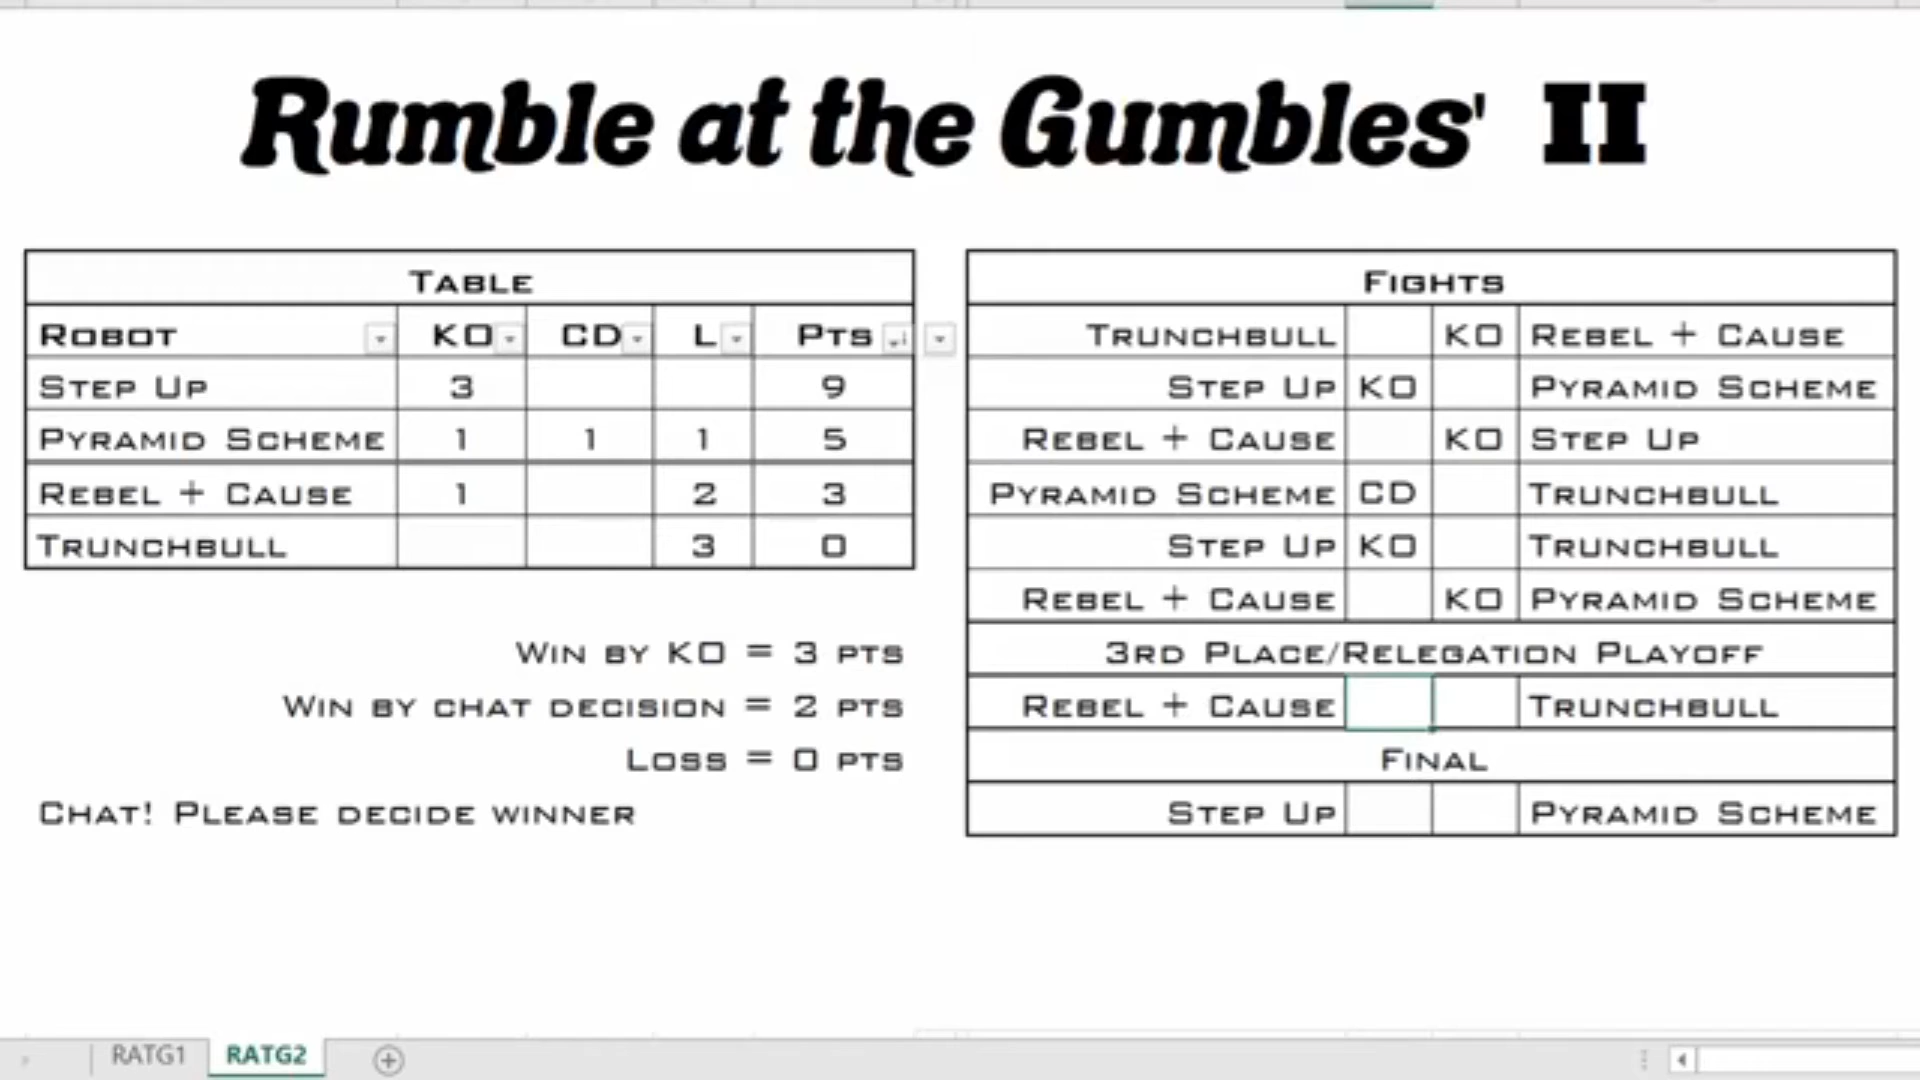 Rumble at the Gumbles' II
Table
Robot KO CD L Pts
Step Up 3 9
Pyramid Scheme 1 1 1 5
Rebel + Cause 1 2 3
Trunchbull 3 0
Win by KO = 3 pts
Win by chat decision = 2 pts
Loss = 0 pts
Chat! Please decide winner
Fights
Trunchbull KO Rebel + Cause
Step Up KO Pyramid Scheme
Rebel + Cause KO Step Up
Pyramid Scheme CD Trunchbull
Step Up KO Trunchbull
Rebel + Cause KO Pyramid Scheme
3rd Place/Relegation Playoff
Rebel + Cause Trunchbull
Final
Step Up Pyramid Scheme
RATG1 RATG2